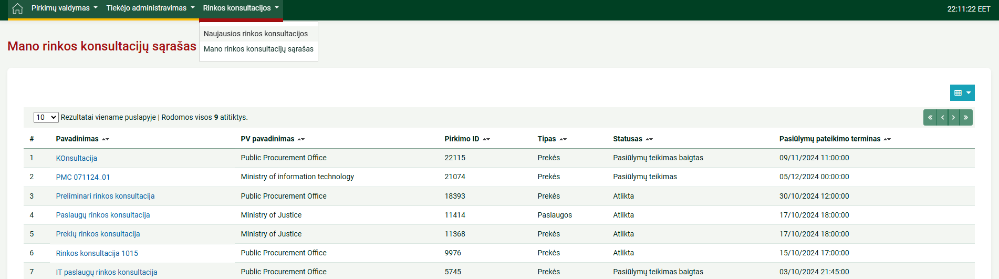 Pirkimų valdymas Tiekėjo administravimas Rinkos konsultacijos 22:11:22 EET
Naujausios rinkos konsultacijos
Mano rinkos konsultacijų sąrašas
Mano rinkos konsultacijų sąrašas
10 Rezultatai viename puslapyje | Rodomos visos 9 atitiktys.
# Pavadinimas PV pavadinimas Pirkimo ID Tipas Statusas Pasiūlymų pateikimo terminas
1 KOnsultacija Public Procurement Office 22115 Prekės Pasiūlymų teikimas baigtas 09/11/2024 11:00:00
2 PMC 071124_01 Ministry of information technology 21074 Prekės Pasiūlymų teikimas 05/12/2024 00:00:00
3 Preliminari rinkos konsultacija Public Procurement Office 18393 Prekės Atlikta 30/10/2024 12:00:00
4 Paslaugų rinkos konsultacija Ministry of Justice 11414 Paslaugos Atlikta 17/10/2024 18:00:00
5 Prekių rinkos konsultacija Ministry of Justice 11368 Prekės Atlikta 17/10/2024 18:00:00
6 Rinkos konsultacija 1015 Public Procurement Office 9976 Prekės Atlikta 15/10/2024 17:00:00
7 IT paslaugų rinkos konsultacija Public Procurement Office 5745 Prekės Pasiūlymų teikimas baigtas 03/10/2024 21:45:00